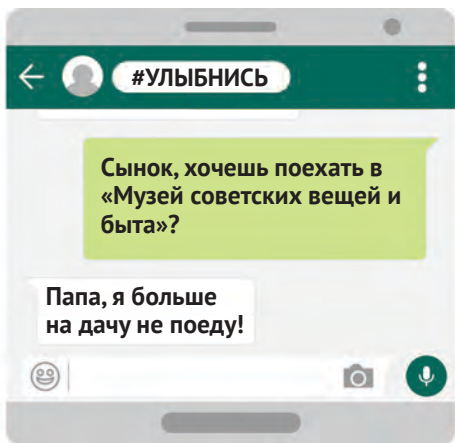 #УЛЫБНИСЬ
Сынок, хочешь поехать в
«Музей советских вещей и
быта»?
Папа, я больше
на дачу не поеду!